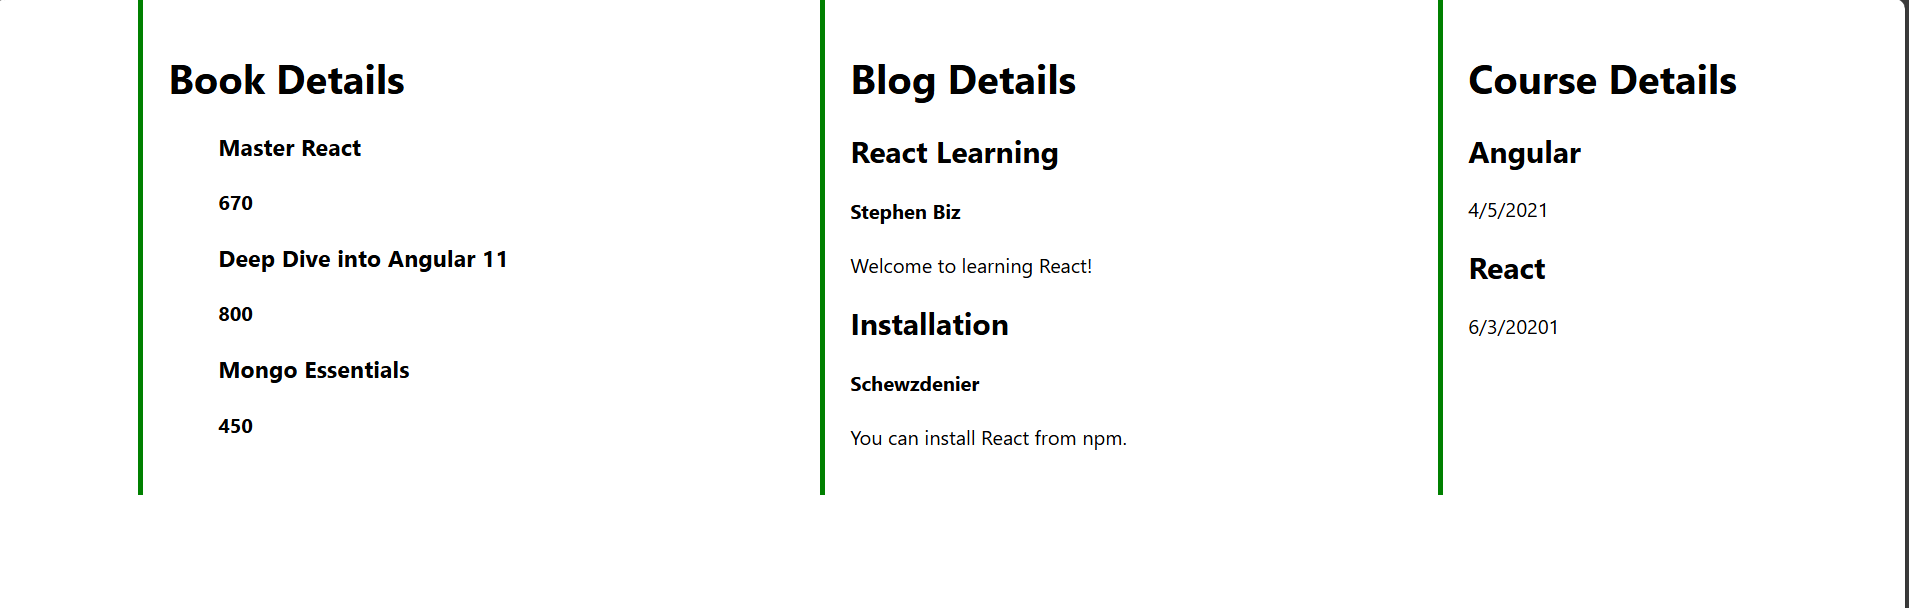 Book Details
Master React
670
Deep Dive into Angular 11
800
Mongo Essentials
450
Blog Details
React Learning
Stephen Biz
Welcome to learning React!
Installation
Schewzdenier
You can install React from npm.
Course Details
Angular
4/5/2021
React
6/3/20201